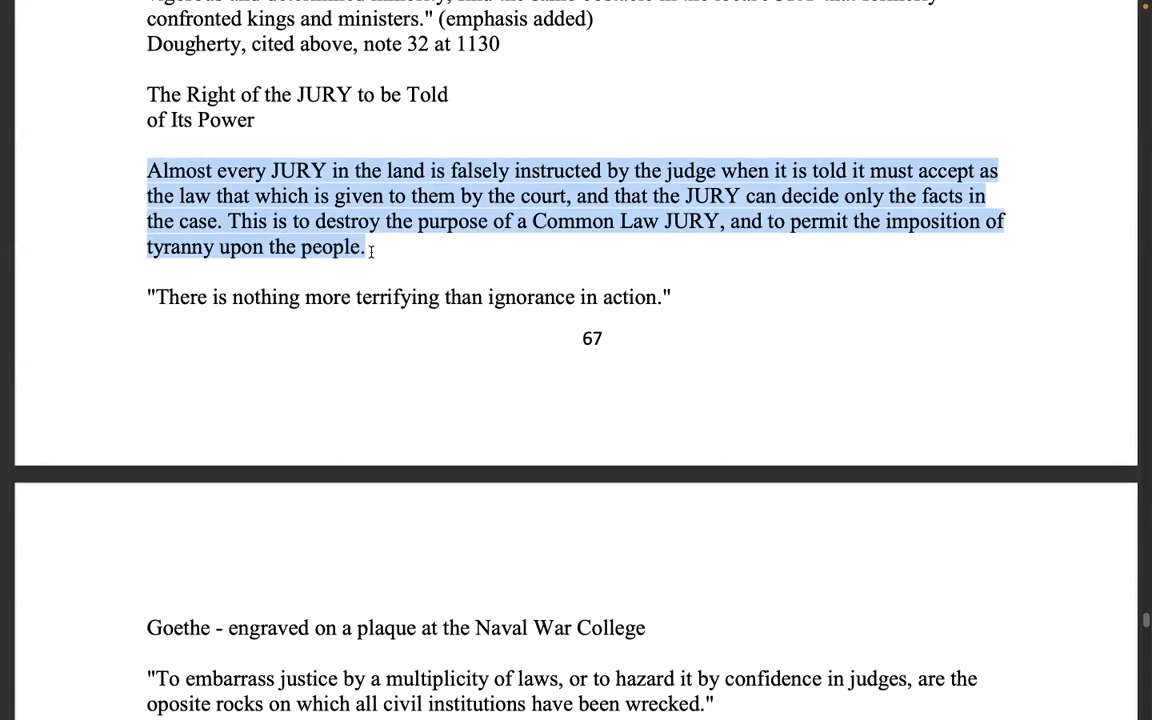 confronted kings and ministers." (emphasis added)
Dougherty, cited above, note 32 at 1130
The Right of the JURY to be Told
of Its Power
Almost every JURY in the land is falsely instructed by the judge when it is told it must accept as
the law that which is given to them by the court, and that the JURY can decide only the facts in
the case. This is to destroy the purpose of a Common Law JURY, and to permit the imposition of
tyranny upon the people.
"There is nothing more terrifying than ignorance in action."
67
Goethe - engraved on a plaque at the Naval War College
"To embarrass justice by a multiplicity of laws, or to hazard it by confidence in judges, are the
oposite rocks on which all civil institutions have been wrecked."